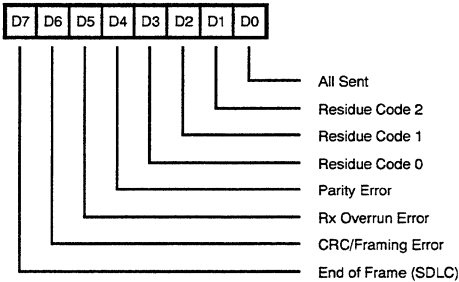 D7 D6 D5 D4 D3 D2 D1 D0
All Sent
Residue Code 2
Residue Code 1
Residue Code 0
Parity Error
Rx Overrun Error
CRC/Framing Error
End of Frame (SDLC)